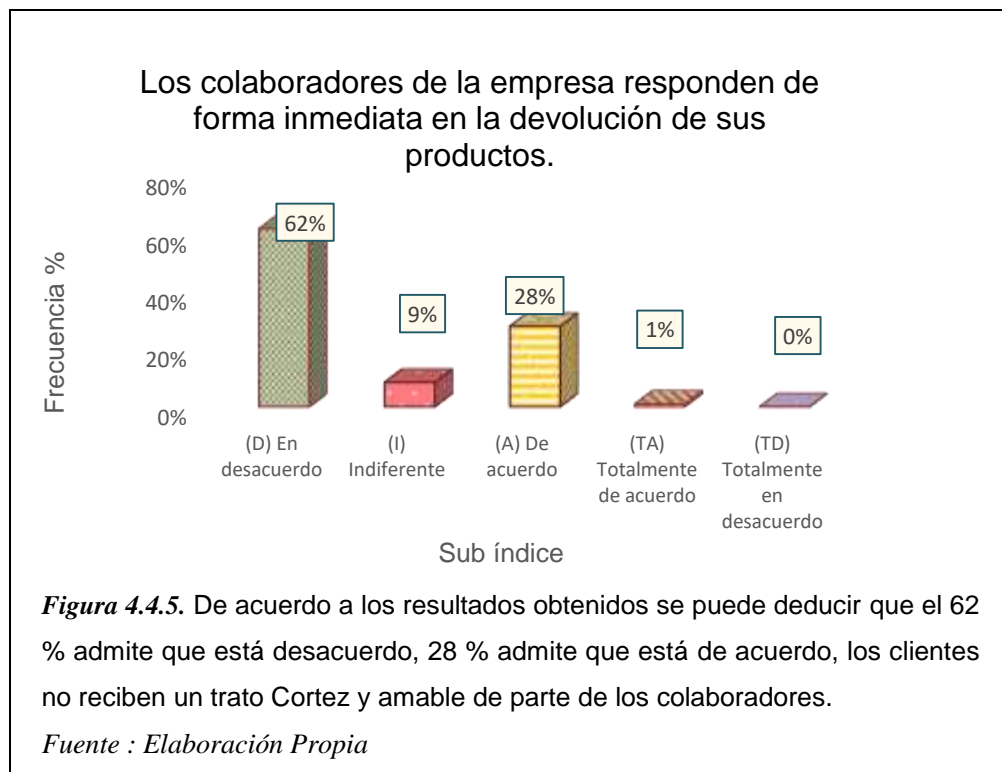 Los colaboradores de la empresa responden de
forma inmediata en la devolución de sus
productos.
80%
60%
40%
20%
0%
Frecuencia %
62%
9%
28%
1%
0%
(D) En
desacuerdo
(I)
Indiferente
(A) De
acuerdo
(TA)
Totalmente
de acuerdo
(TD)
Totalmente
en
desacuerdo
Sub índice
Figura 4.4.5. De acuerdo a los resultados obtenidos se puede deducir que el 62
% admite que está desacuerdo, 28 % admite que está de acuerdo, los clientes
no reciben un trato Cortez y amable de parte de los colaboradores.
Fuente : Elaboración Propia